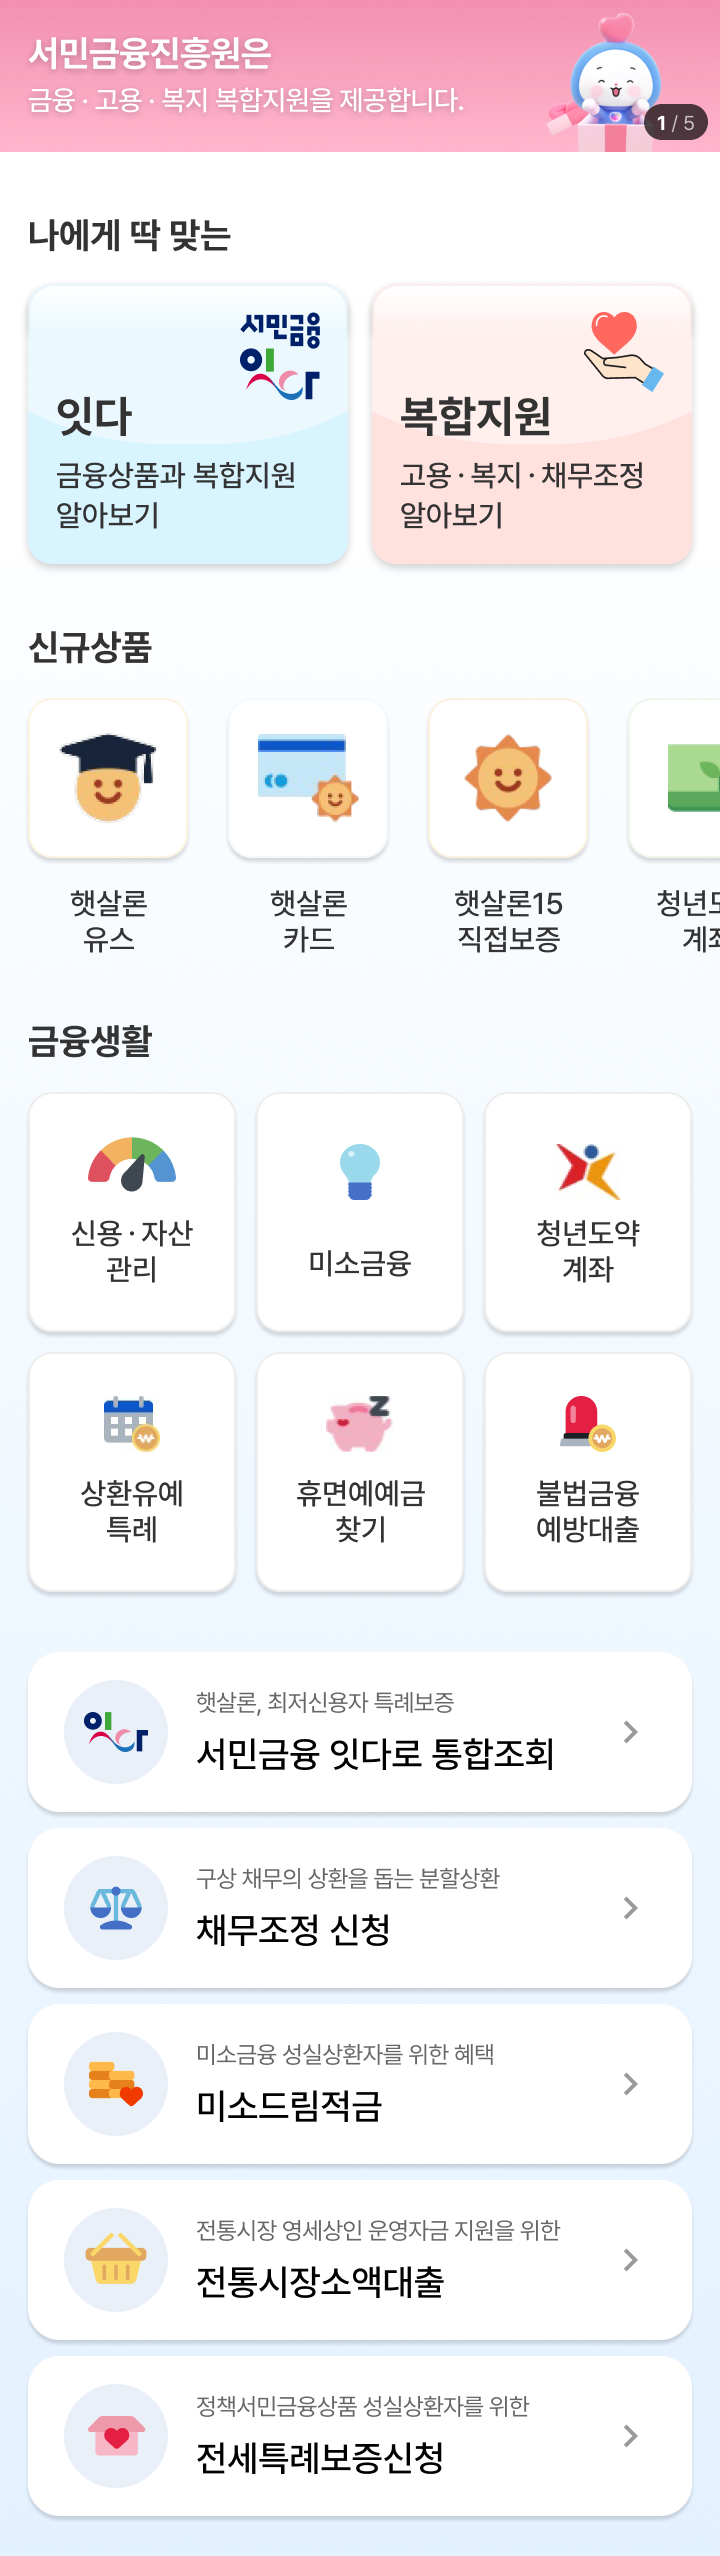 서민금융진흥원은
금융 · 고용 · 복지 복합지원을 제공합니다.
1 / 5
나에게 딱 맞는
서민금융
잇다
잇다
금융상품과 복합지원
알아보기
복합지원
고용 · 복지 · 채무조정
알아보기
신규상품
햇살론
유스
햇살론
카드
햇살론15
직접보증
청년도
계좌
금융생활
신용 · 자산
관리
미소금융
청년도약
계좌
상환유예
특례
휴면예예금
찾기
불법금융
예방대출
잇다
햇살론, 최저신용자 특례보증
서민금융 잇다로 통합조회
구상 채무의 상환을 돕는 분할상환
채무조정 신청
미소금융 성실상환자를 위한 혜택
미소드림적금
전통시장 영세상인 운영자금 지원을 위한
전통시장소액대출
정책서민금융상품 성실상환자를 위한
전세특례보증신청